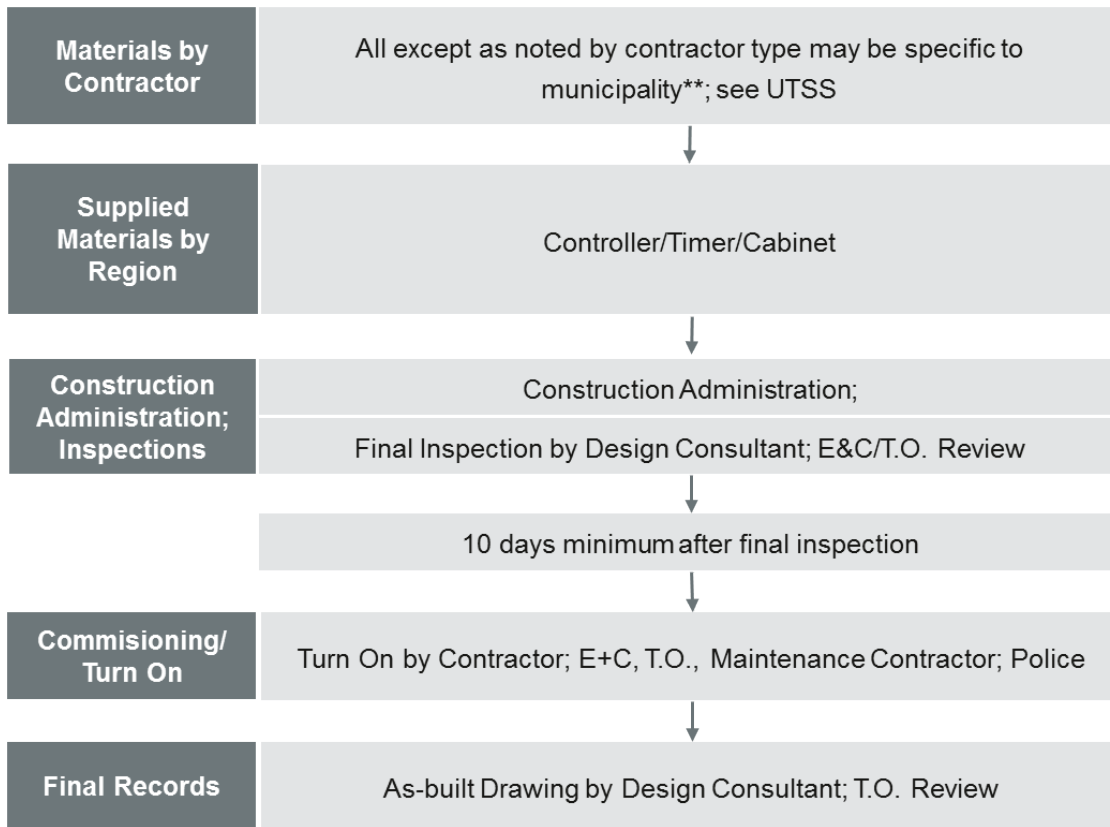 Materials by
Contractor
All except as noted by contractor type may be specific to
municipality**; see UTSS
Supplied
Materials by
Region
Controller/Timer/Cabinet
Construction
Administration;
Inspections
Construction Administration;
Final Inspection by Design Consultant; E&C/T.O. Review
10 days minimum after final inspection
Commisioning/
Turn On
Turn On by Contractor; E+C, T.O., Maintenance Contractor; Police
Final Records
As-built Drawing by Design Consultant; T.O. Review